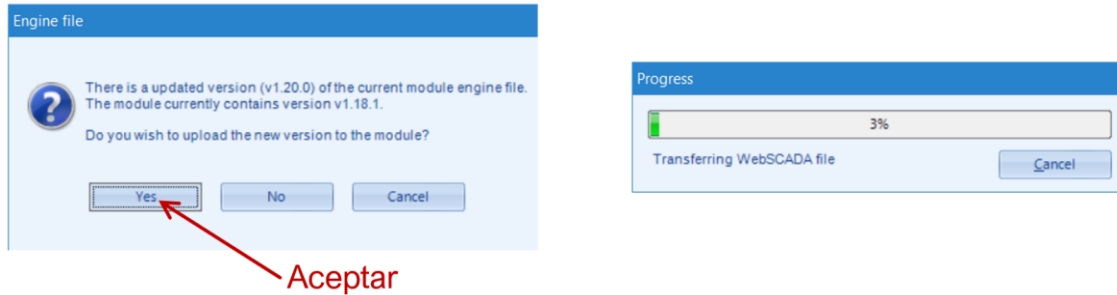 Engine file
There is a updated version (v1.20.0) of the current module engine file.
The module currently contains version v1.18.1.
Do you wish to upload the new version to the module?
Yes
No
Cancel
Aceptar
Progress
3%
Transferring WebSCADA file
Cancel